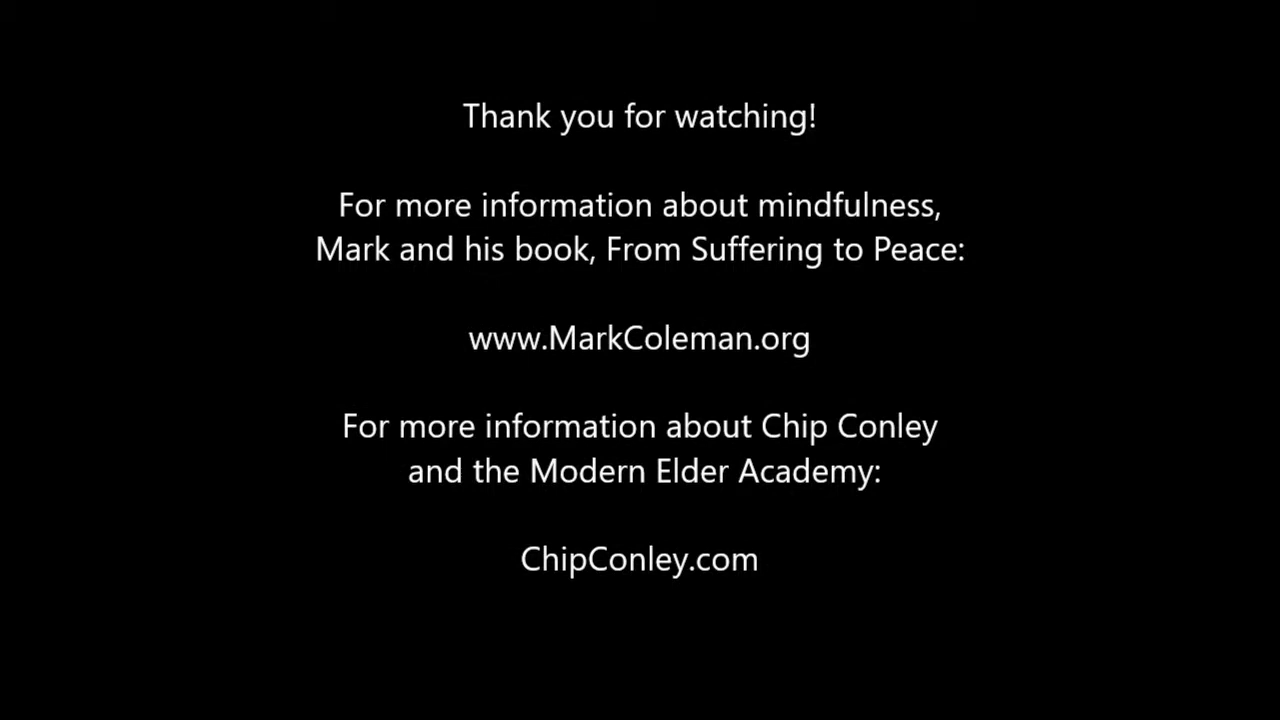 Thank you for watching!
For more information about mindfulness,
Mark and his book, From Suffering to Peace:
www.MarkColeman.org
For more information about Chip Conley
and the Modern Elder Academy:
ChipConley.com